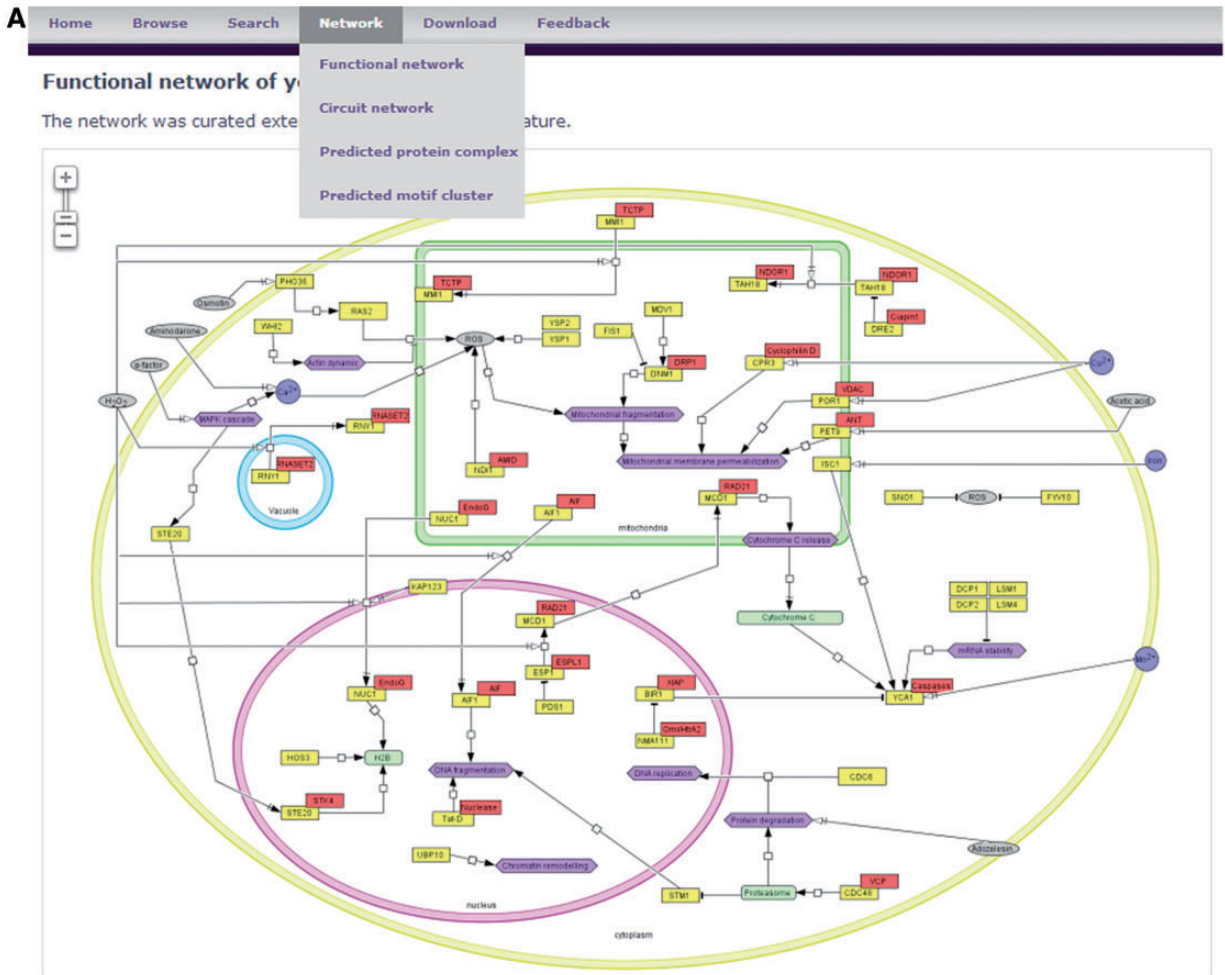 A
Home Browse Search Network Download Feedback
Functional network
Circuit network
Predicted protein complex
Predicted motif cluster
Functional network of y
The network was curated exte ature.
TCTP
MMI1
NDOR1
TAH18
NDOR1
TAH18
TCTP
MMI1
PHO36
Osmotin
RAS2
Ciapin1
DRE2
WHI2
Aminodarone
ROS
YSP2
YSP1
MDV1
FIS1
Actin dynamic
DRP1
DNM1
Cyclophilin D
CPR3
Cu2+
α-factor
Ca2+
VDAC
POR1
H2O2
MAPK cascade
RNASET2
RNY1
Mitochondrial fragmentation
Acetic acid
ANT
PET9
RNASET2
RNY1
Vacuole
AMID
NDI1
Mitochondrial membrane permeabilization
ISC1
Iron
RAD21
MCD1
SNO1
ROS
FYV10
EndoG
NUC1
AIF
AIF1
mitochondria
STE20
Cytochrome C release
KAP123
DCP1
LSM1
DCP2
LSM4
RAD21
MCD1
Cytochrome C
mRNA stability
Mn2+
ESPL1
ESP1
EndoG
NUC1
AIF
AIF1
PDS1
XIAP
BIR1
Caspases
YCA1
Omi/HtrA2
NMA111
HOS3
H2B
DNA fragmentation
DNA replication
CDC6
STK4
STE20
Nuclease
Tat-D
Protein degradation
Adozelesin
UBP10
Chromatin remodelling
VCP
CDC48
STM1
Proteasome
nucleus
cytoplasm